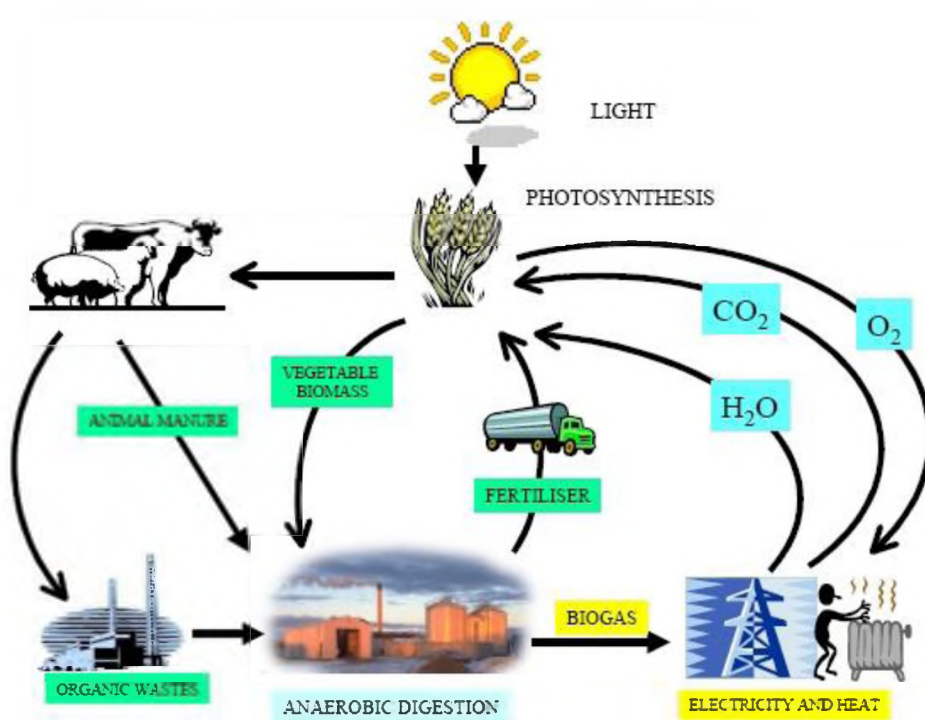 LIGHT
PHOTOSYNTHESIS
CO₂
O₂
VEGETABLE
BIOMASS
H₂O
ANIMAL MANURE
FERTILISER
BIOGAS
ORGANIC WASTES
ANAEROBIC DIGESTION
ELECTRICITY AND HEAT